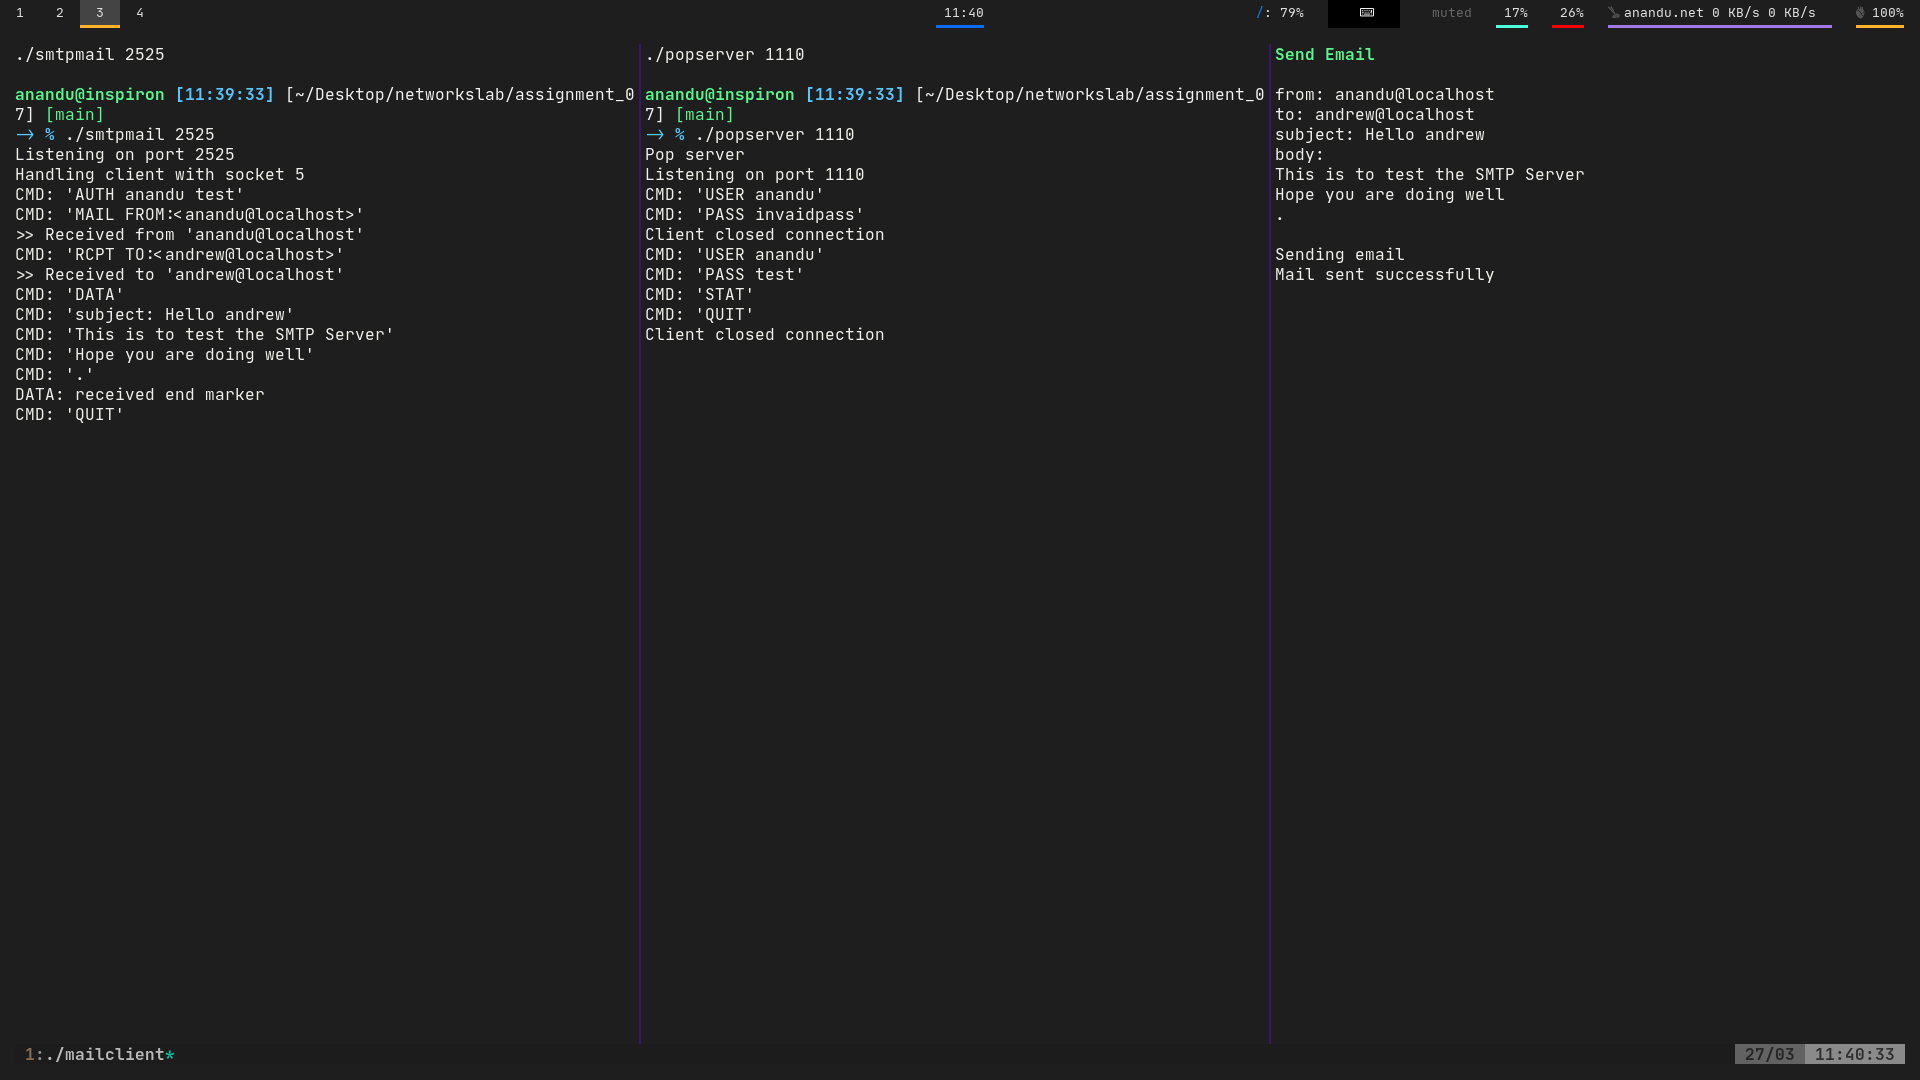 1 2 3 4 11:40 /: 79% muted 17% 26% anandu.net 0 KB/s 0 KB/s 100%
./smtpmail 2525
anandu@inspiron [11:39:33] [~/Desktop/networkslab/assignment_0
7] [main]
-> % ./smtpmail 2525
Listening on port 2525
Handling client with socket 5
CMD: 'AUTH anandu test'
CMD: 'MAIL FROM:<anandu@localhost>'
>> Received from 'anandu@localhost'
CMD: 'RCPT TO:<andrew@localhost>'
>> Received to 'andrew@localhost'
CMD: 'DATA'
CMD: 'subject: Hello andrew'
CMD: 'This is to test the SMTP Server'
CMD: 'Hope you are doing well'
CMD: '.'
DATA: received end marker
CMD: 'QUIT'
./popserver 1110
anandu@inspiron [11:39:33] [~/Desktop/networkslab/assignment_0
7] [main]
-> % ./popserver 1110
Pop server
Listening on port 1110
CMD: 'USER anandu'
CMD: 'PASS invaidpass'
Client closed connection
CMD: 'USER anandu'
CMD: 'PASS test'
CMD: 'STAT'
CMD: 'QUIT'
Client closed connection
Send Email
from: anandu@localhost
to: andrew@localhost
subject: Hello andrew
body:
This is to test the SMTP Server
Hope you are doing well
.
Sending email
Mail sent successfully
1:./mailclient* 27/03 11:40:33